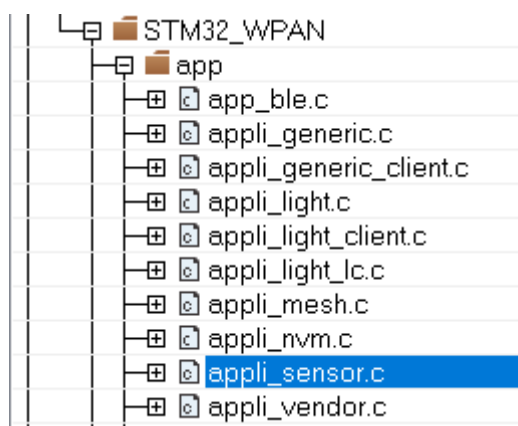 STM32_WPAN
app
app_ble.c
appli_generic.c
appli_generic_client.c
appli_light.c
appli_light_client.c
appli_light_lc.c
appli_mesh.c
appli_nvm.c
appli_sensor.c
appli_vendor.c